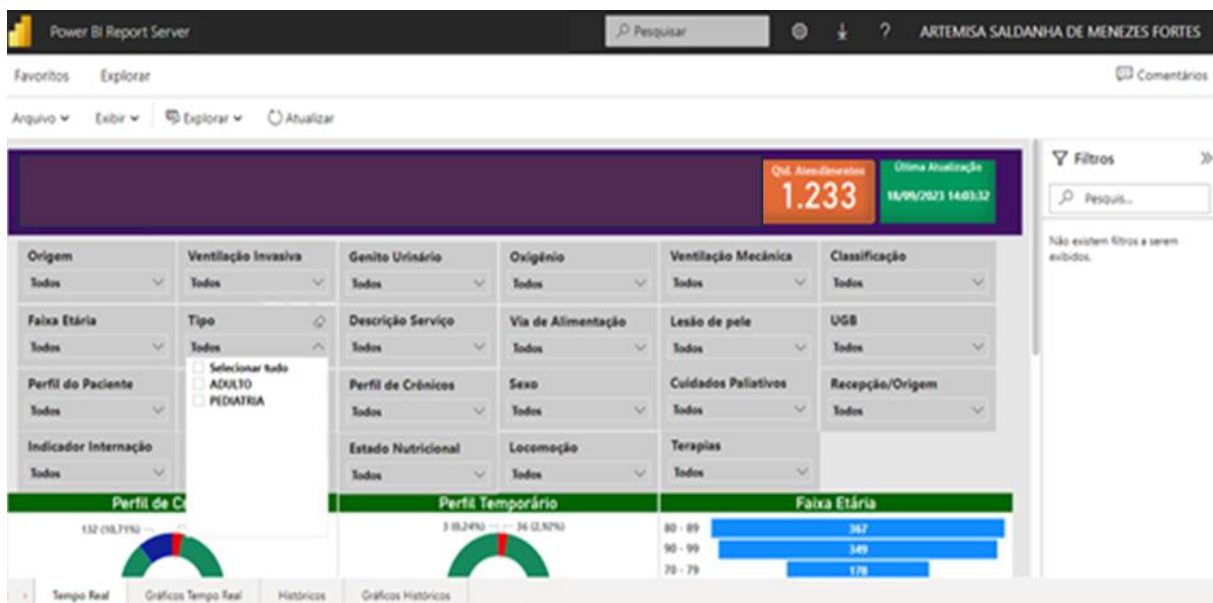 Power BI Report Server Pesquisar ? ARTEMISA SALDANHA DE MENEZES FORTES
Favoritos Explorar Comentários
Arquivo Exibir Explorar Atualizar
Qtd. Atendimentos
1.233
Última Atualização
18/09/2023 14:03:32
Filtros
Pesquis...
Não existem filtros a serem
exibidos.
Origem Ventilação Invasiva Genito Urinário Oxigênio Ventilação Mecânica Classificação
Todos Todos Todos Todos Todos Todos
Faixa Etária Tipo Descrição Serviço Via de Alimentação Lesão de pele UGB
Todos Todos Todos Todos Todos Todos
Selecionar tudo
ADULTO
PEDIATRIA
Perfil do Paciente Perfil de Crônicos Sexo Cuidados Paliativos Recepção/Origem
Todos Todos Todos Todos Todos
Indicador Internação Estado Nutricional Locomoção Terapias
Todos Todos Todos Todos
Perfil de C Perfil Temporário Faixa Etária
132 (10,71%) 3 (0,24%) 36 (2,92%)
80 - 89 367
90 - 99 349
70 - 79 178
Tempo Real Gráficos Tempo Real Históricos Gráficos Históricos